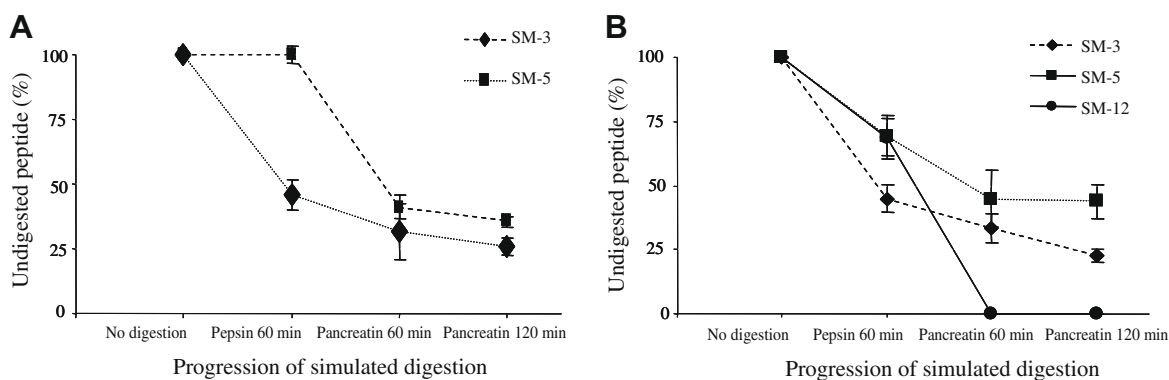 A
SM-3
SM-5
Undigested peptide (%)
100
75
50
25
0
No digestion Pepsin 60 min Pancreatin 60 min Pancreatin 120 min
Progression of simulated digestion
B
SM-3
SM-5
SM-12
Undigested peptide (%)
100
75
50
25
0
No digestion Pepsin 60 min Pancreatin 60 min Pancreatin 120 min
Progression of simulated digestion